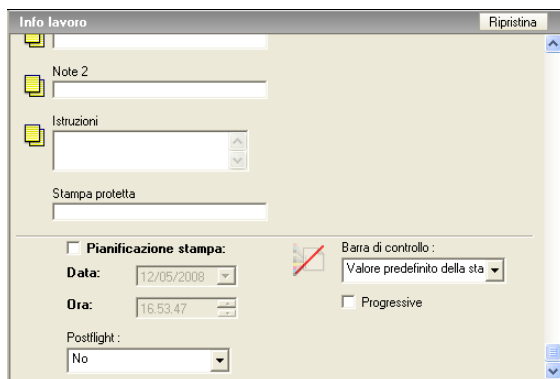 Info lavoro
Ripristina
Note 2
Istruzioni
Stampa protetta
Pianificazione stampa:
Data:
12/05/2008
Ora:
16.53.47
Postflight :
No
Barra di controllo :
Valore predefinito della sta
Progressive